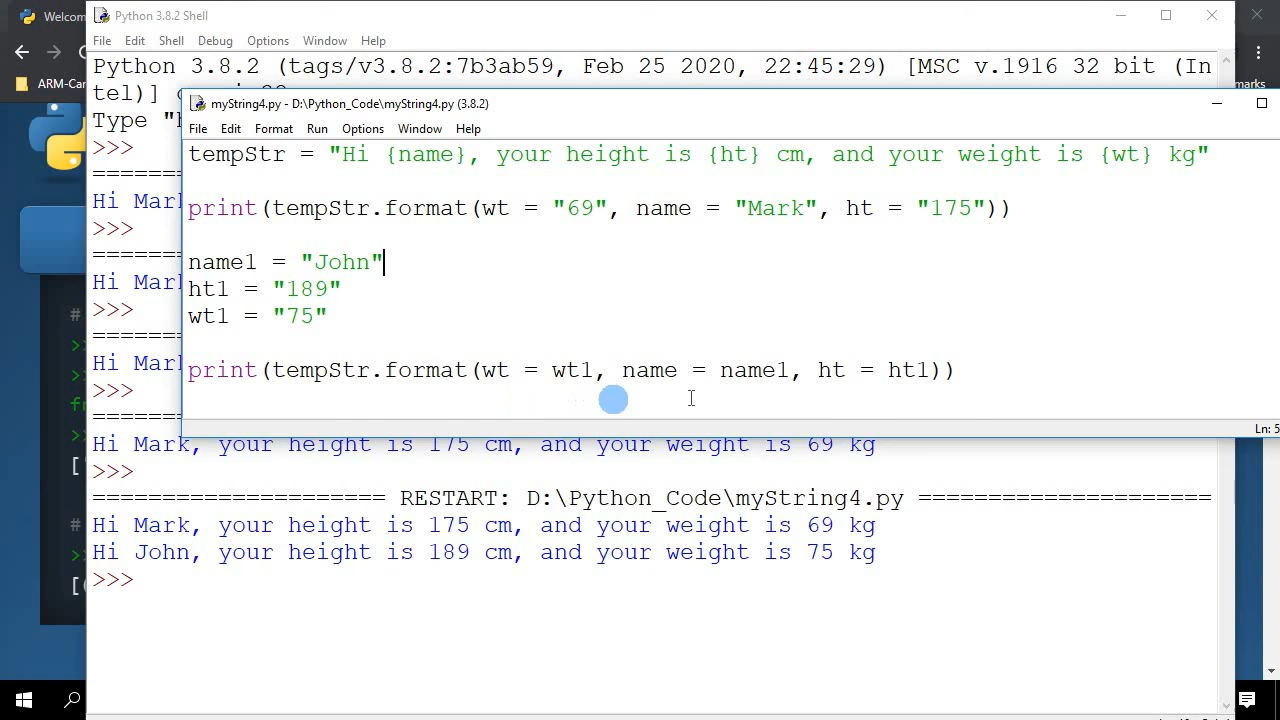 Welcom
Python 3.8.2 Shell
File Edit Shell Debug Options Window Help
ARM-Car
marks
Python 3.8.2 (tags/v3.8.2:7b3ab59, Feb 25 2020, 22:45:29) [MSC v.1916 32 bit (In
tel)]
Type "
>>>
Hi Mark
>>>
Hi Mark
>>>
Hi Mark
>>>
myString4.py - D:\Python_Code\myString4.py (3.8.2)
File Edit Format Run Options Window Help
tempStr = "Hi {name}, your height is {ht} cm, and your weight is {wt} kg"
print(tempStr.format(wt = "69", name = "Mark", ht = "175"))
name1 = "John"
ht1 = "189"
wt1 = "75"
print(tempStr.format(wt = wt1, name = name1, ht = ht1))
Ln: 5
Hi Mark, your height is 175 cm, and your weight is 69 kg
>>>
===================== RESTART: D:\Python_Code\myString4.py =====================
Hi Mark, your height is 175 cm, and your weight is 69 kg
Hi John, your height is 189 cm, and your weight is 75 kg
>>>